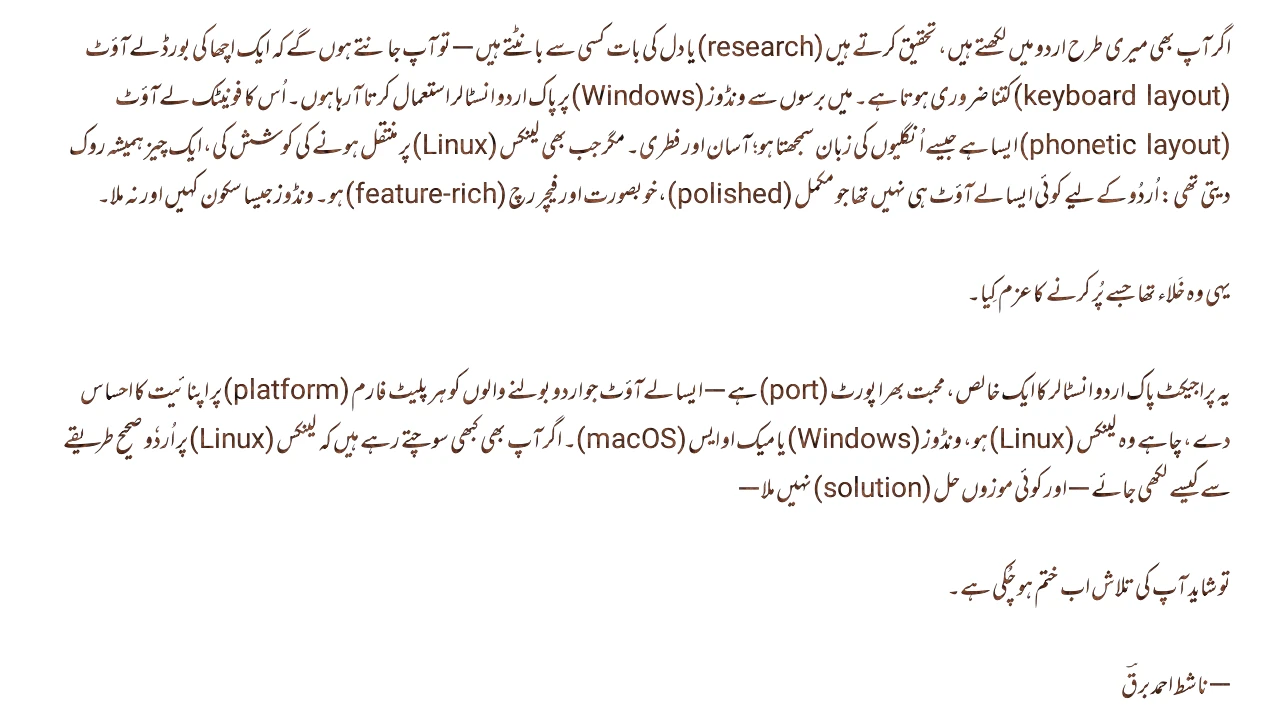 اگر آپ بھی میری طرح اردو میں لکھتے ہیں، تحقیق کرتے ہیں (research) یا دل کی بات کسی سے بانٹتے ہیں — تو آپ جانتے ہوں گے کہ ایک اچھا کی بورڈ لے آؤٹ
(keyboard layout) کتنا ضروری ہوتا ہے۔ میں برسوں سے ونڈوز (Windows) پر پاک اردو انسٹالر استعمال کرتا آ رہا ہوں۔ اُس کا فونیٹک لے آؤٹ
(phonetic layout) ایسا ہے جیسے اُنگلیوں کی زبان سمجھتا ہو؛ آسان اور فطری۔ مگر جب بھی لینکس (Linux) پر منتقل ہونے کی کوشش کی، ایک چیز ہمیشہ روک
دیتی تھی: اُردُو کے لیے کوئی ایسا لے آؤٹ ہی نہیں تھا جو مکمل (polished)، خوبصورت اور فیچر رچ (feature-rich) ہو۔ ونڈوز جیسا سکون کہیں اور نہ ملا۔
یہی وہ خَلاء تھا جسے پُر کرنے کا عزم کِیا۔
یہ پراجیکٹ پاک اردو انسٹالر کا ایک خالص، محبت بھرا پورٹ (port) ہے — ایسا لے آؤٹ جو اردو بولنے والوں کو ہر پلیٹ فارم (platform) پر اپنائیت کا احساس
دے، چاہے وہ لینکس (Linux) ہو، ونڈوز (Windows) یا میک او ایس (macOS)۔ اگر آپ بھی کبھی سوچتے رہے ہیں کہ لینکس (Linux) پر اُردُو صحیح طریقے
سے کیسے لکھی جائے — اور کوئی موزوں حل (solution) نہیں ملا —
تو شاید آپ کی تلاش اب ختم ہو چُکی ہے۔
— ناشط احمد برقؔ